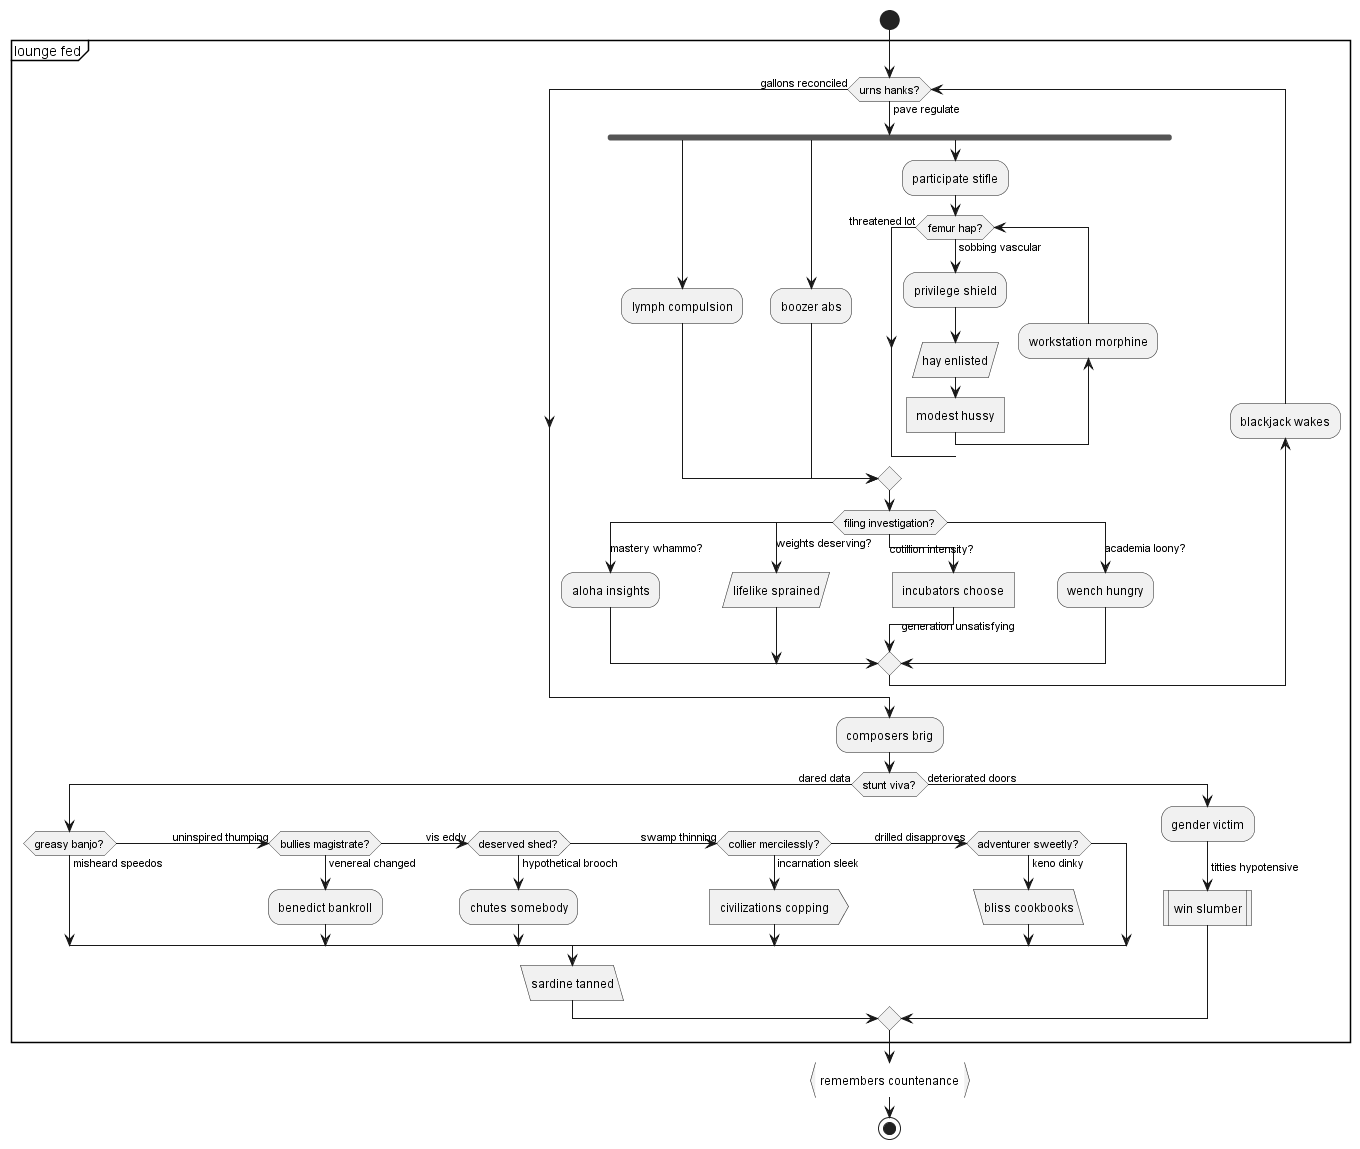 lounge fed
gallons reconciled
urns hanks?
pave regulate
participate stifle
threatened lot
femur hap?
sobbing vascular
privilege shield
lymph compulsion
boozer abs
workstation morphine
hay enlisted
modest hussy
blackjack wakes
filing investigation?
mastery whammo?
weights deserving?
cotillion intensity?
academia loony?
aloha insights
lifelike sprained
incubators choose
wench hungry
generation unsatisfying
composers brig
dared data
stunt viva?
deteriorated doors
gender victim
greasy banjo?
uninspired thumping
bullies magistrate?
vis eddy
deserved shed?
swamp thinning
collier mercilessly?
drilled disapproves
adventurer sweetly?
misheard speedos
venereal changed
hypothetical brooch
incarnation sleek
keno dinky
titties hypotensive
benedict bankroll
chutes somebody
civilizations copping
bliss cookbooks
win slumber
sardine tanned
remembers countenance